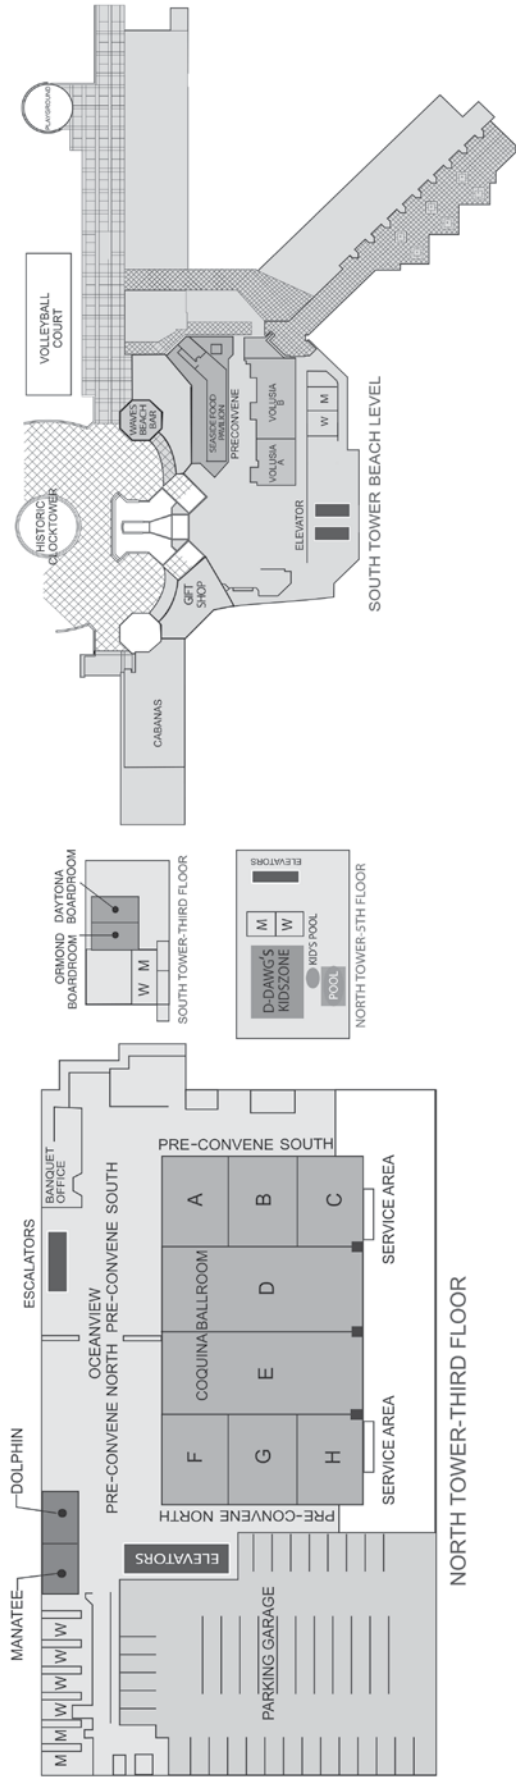 MANATEE
DOLPHIN
ESCALATORS
BANQUET
OFFICE
M
M
W
W
W
W
OCEANVIEW
PRE-CONVENE NORTH
PRE-CONVENE SOUTH
ELEVATORS
PRE-CONVENE NORTH
COQUINA BALLROOM
F
G
H
E
D
A
B
C
PRE-CONVENE SOUTH
SERVICE AREA
SERVICE AREA
PARKING GARAGE
NORTH TOWER-THIRD FLOOR
ORMOND
BOARDROOM
DAYTONA
BOARDROOM
W
M
SOUTH TOWER-THIRD FLOOR
ELEVATORS
M
W
D-DAWG'S
KIDSZONE
KID'S POOL
POOL
NORTH TOWER-5TH FLOOR
PLAYGROUND
VOLLEYBALL
COURT
HISTORIC
CLOCKTOWER
WAVES
BEACH
BAR
CABANAS
GIFT
SHOP
SEASIDE FOOD
PAVILION
PRECONVENE
VOLUSIA
A
VOLUSIA
B
ELEVATOR
W
M
SOUTH TOWER BEACH LEVEL